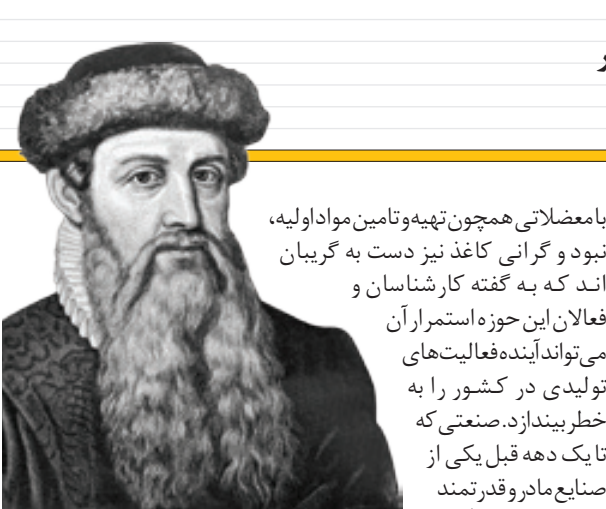 بامعضلاتی همچون تهیه و تامین مواد اولیه،
نبود و گرانی کاغذ نیز دست به گریبان
اند که به گفته کارشناسان و
فعالان این حوزه استمرار آن
می‌تواند آینده فعالیت‌های
تولیدی در کشور را به
خطر بیندازد. صنعتی که
تا یک دهه قبل یکی از
صنایع مادر و قدرتمند